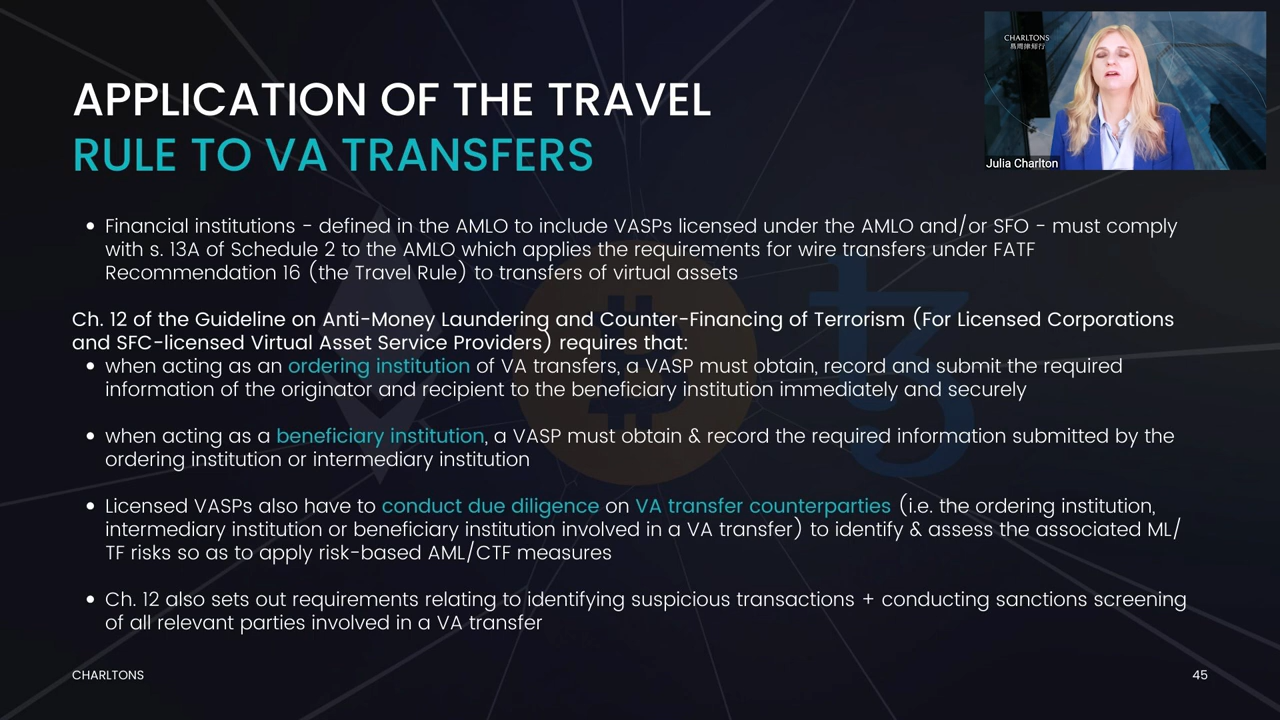 CHARLTONS
易周律师行
Julia Charlton
APPLICATION OF THE TRAVEL
RULE TO VA TRANSFERS
• Financial institutions - defined in the AMLO to include VASPs licensed under the AMLO and/or SFO - must comply
with s. 13A of Schedule 2 to the AMLO which applies the requirements for wire transfers under FATF
Recommendation 16 (the Travel Rule) to transfers of virtual assets
Ch. 12 of the Guideline on Anti-Money Laundering and Counter-Financing of Terrorism (For Licensed Corporations
and SFC-licensed Virtual Asset Service Providers) requires that:
• when acting as an ordering institution of VA transfers, a VASP must obtain, record and submit the required
information of the originator and recipient to the beneficiary institution immediately and securely
• when acting as a beneficiary institution, a VASP must obtain & record the required information submitted by the
ordering institution or intermediary institution
• Licensed VASPs also have to conduct due diligence on VA transfer counterparties (i.e. the ordering institution,
intermediary institution or beneficiary institution involved in a VA transfer) to identify & assess the associated ML/
TF risks so as to apply risk-based AML/CTF measures
• Ch. 12 also sets out requirements relating to identifying suspicious transactions + conducting sanctions screening
of all relevant parties involved in a VA transfer
CHARLTONS
45